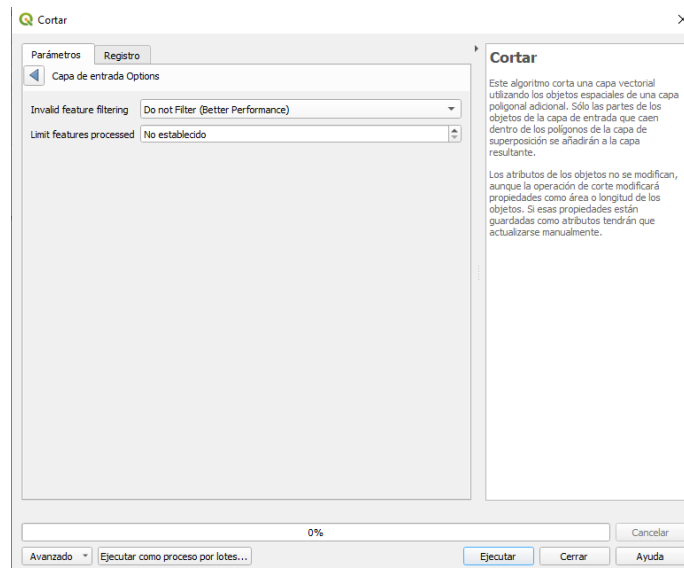 Cortar
Parámetros
Registro
Capa de entrada Options
Invalid feature filtering
Do not Filter (Better Performance)
Limit features processed
No establecido
Cortar
Este algoritmo corta una capa vectorial
utilizando los objetos espaciales de una capa
poligonal adicional. Sólo las partes de los
objetos de la capa de entrada que caen
dentro de los polígonos de la capa de
superposición se añadirán a la capa
resultante.
Los atributos de los objetos no se modifican,
aunque la operación de corte modificará
propiedades como área o longitud de los
objetos. Si esas propiedades están
guardadas como atributos tendrán que
actualizarse manualmente.
0%
Cancelar
Avanzado
Ejecutar como proceso por lotes...
Ejecutar
Cerrar
Ayuda